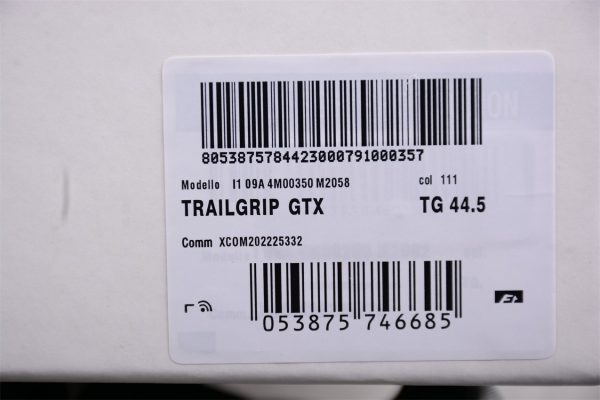 8053875784423000791000357
Modello I1 09A 4M00350 M2058 col 111
TRAILGRIP GTX TG 44.5
Comm XCOM202225332
053875 746685